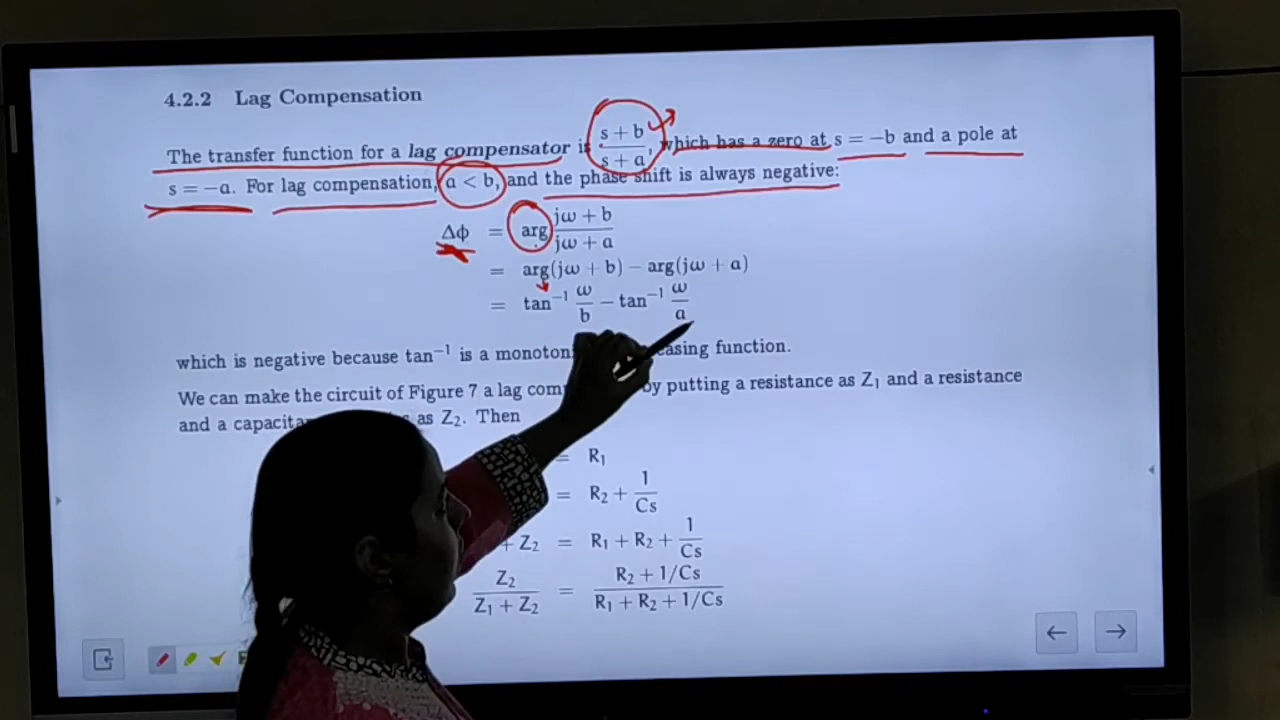 4.2.2 Lag Compensation
The transfer function for a lag compensator is (s + b)/(s + a), which has a zero at s = −b and a pole at
s = −a. For lag compensation, a < b, and the phase shift is always negative:
Δϕ = arg (jω + b)/(jω + a)
= arg(jω + b) − arg(jω + a)
= tan⁻¹ ω/b − tan⁻¹ ω/a
which is negative because tan⁻¹ is a function.
We can make the circuit of Figure 7 a lag by putting a resistance as Z₁ and a resistance
and a as Z₂. Then
= R₁
= R₂ + 1/Cs
+ Z₂ = R₁ + R₂ + 1/Cs
Z₂/(Z₁ + Z₂) = (R₂ + 1/Cs)/(R₁ + R₂ + 1/Cs)